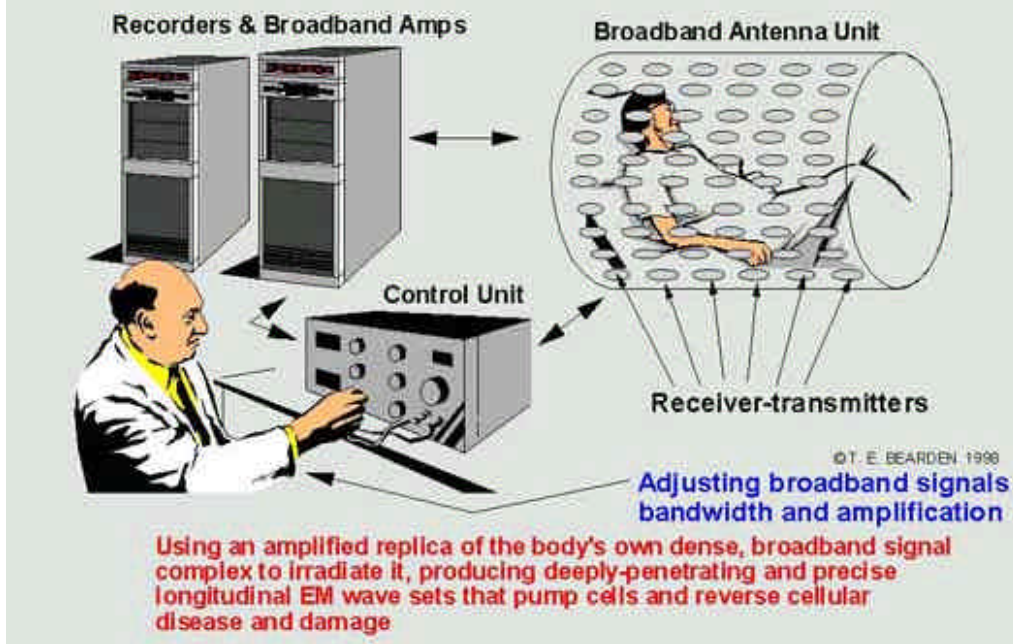 Recorders & Broadband Amps
Broadband Antenna Unit
Control Unit
Receiver-transmitters
©T. E. BEARDEN 1998
Adjusting broadband signals
bandwidth and amplification
Using an amplified replica of the body's own dense, broadband signal
complex to irradiate it, producing deeply-penetrating and precise
longitudinal EM wave sets that pump cells and reverse cellular
disease and damage